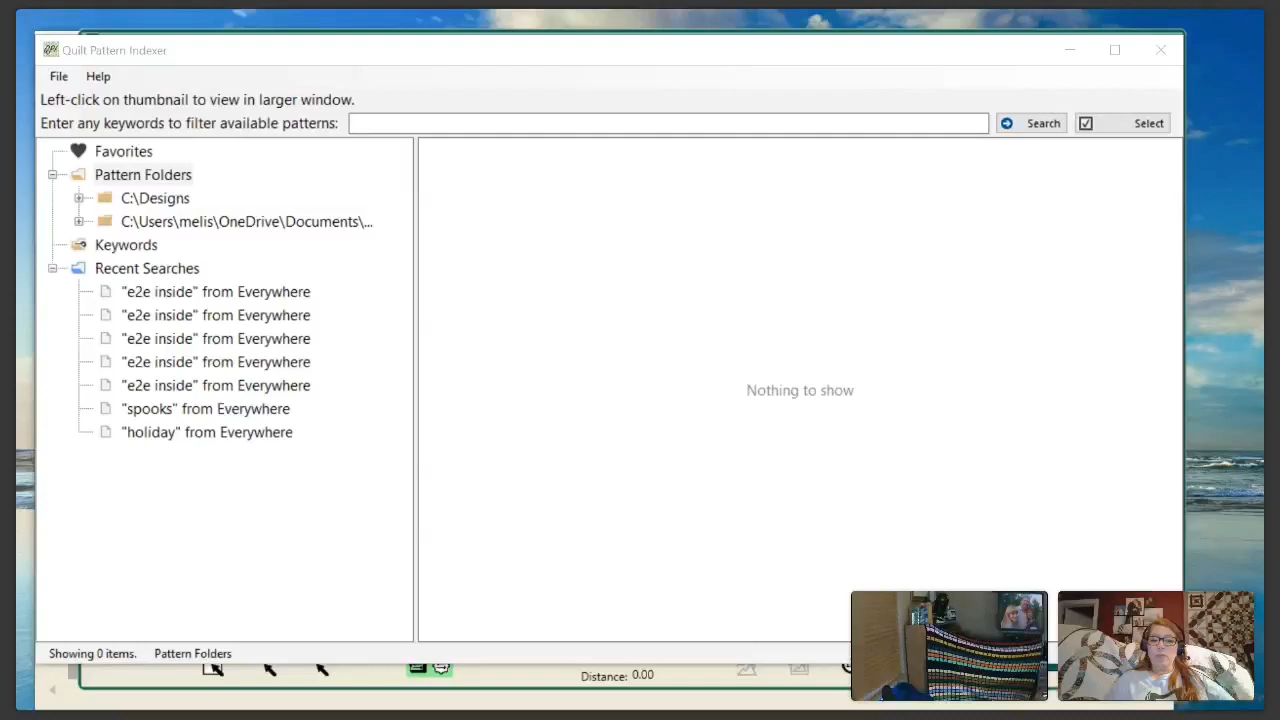 Quilt Pattern Indexer
File Help
Left-click on thumbnail to view in larger window.
Enter any keywords to filter available patterns: Search Select
Favorites
Pattern Folders
C:\Designs
C:\Users\melis\OneDrive\Documents\...
Keywords
Recent Searches
"e2e inside" from Everywhere
"e2e inside" from Everywhere
"e2e inside" from Everywhere
"e2e inside" from Everywhere
"e2e inside" from Everywhere
"spooks" from Everywhere
"holiday" from Everywhere
Nothing to show
Showing 0 items. Pattern Folders
Distance: 0.00